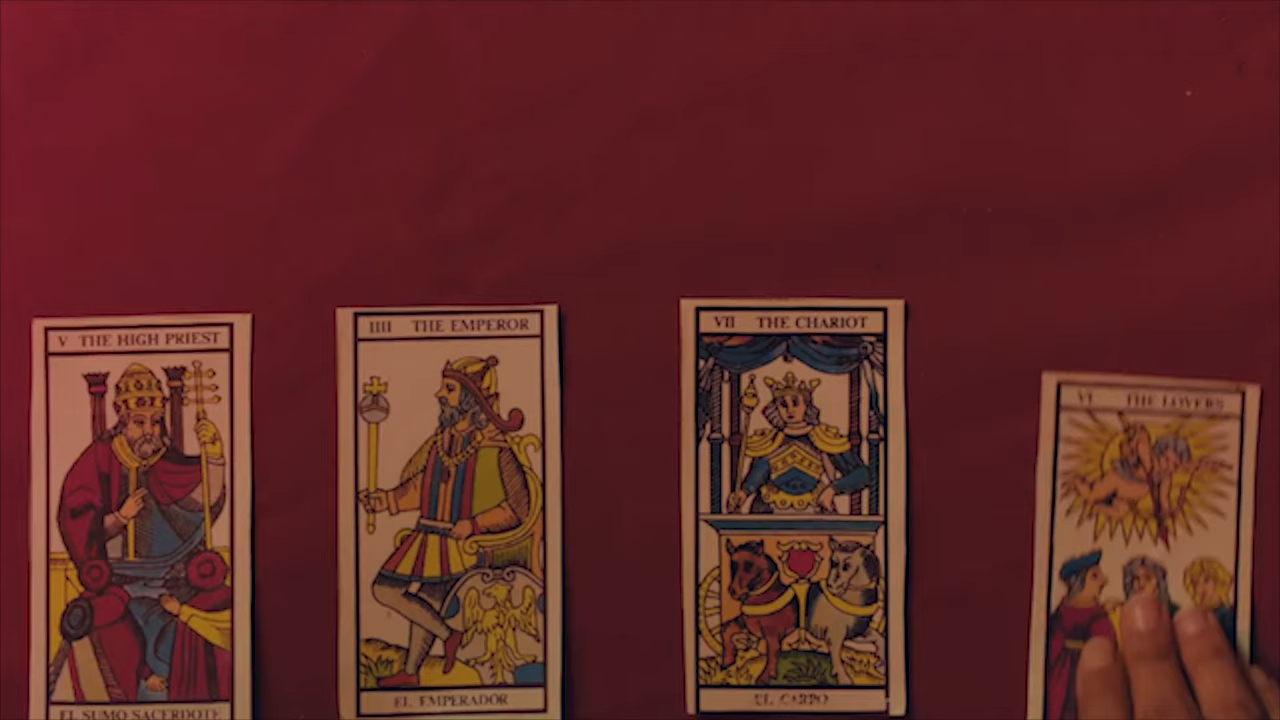 V THE HIGH PRIEST
IIII THE EMPEROR
VII THE CHARIOT
VI THE LOVERS
EL SUMO SACERDOTE
EL EMPERADOR
EL CARRO